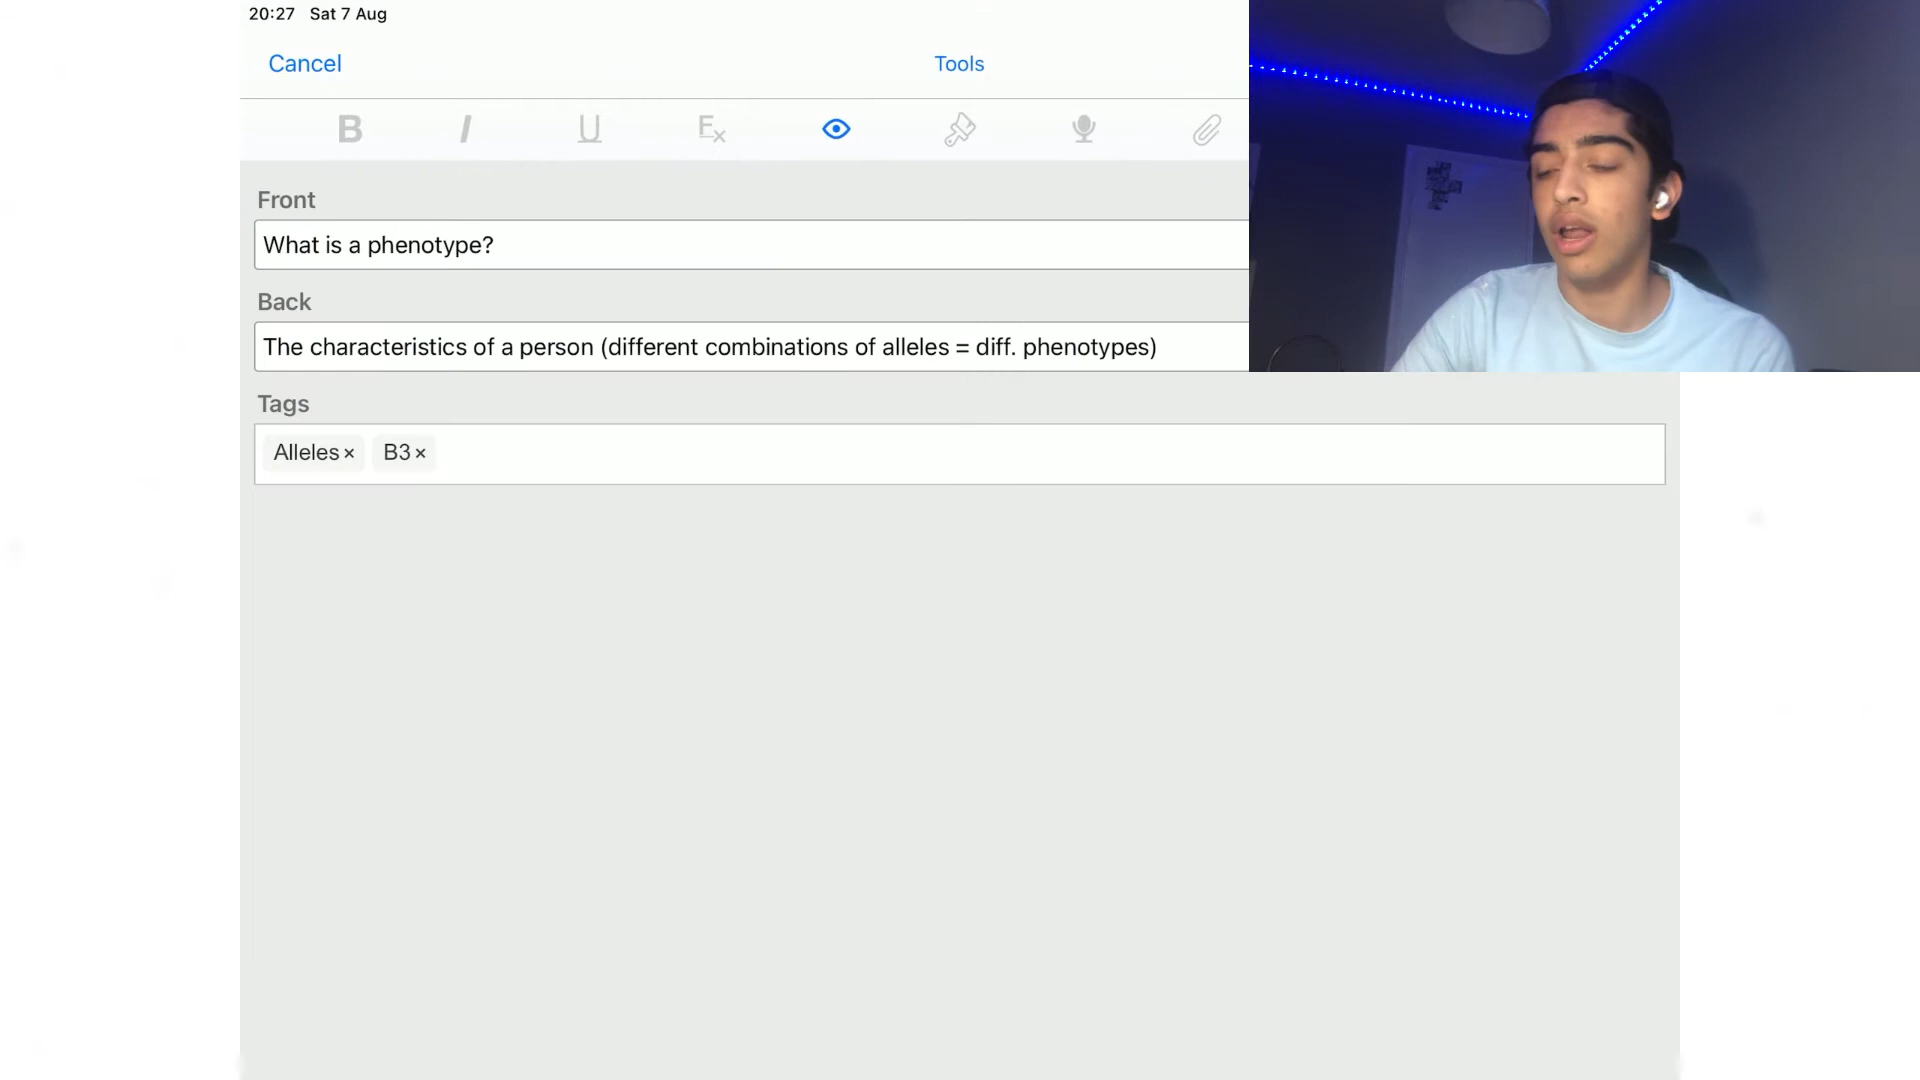 20:27 Sat 7 Aug
Cancel
Tools
B I U Ex
Front
What is a phenotype?
Back
The characteristics of a person (different combinations of alleles = diff. phenotypes)
Tags
Alleles × B3 ×